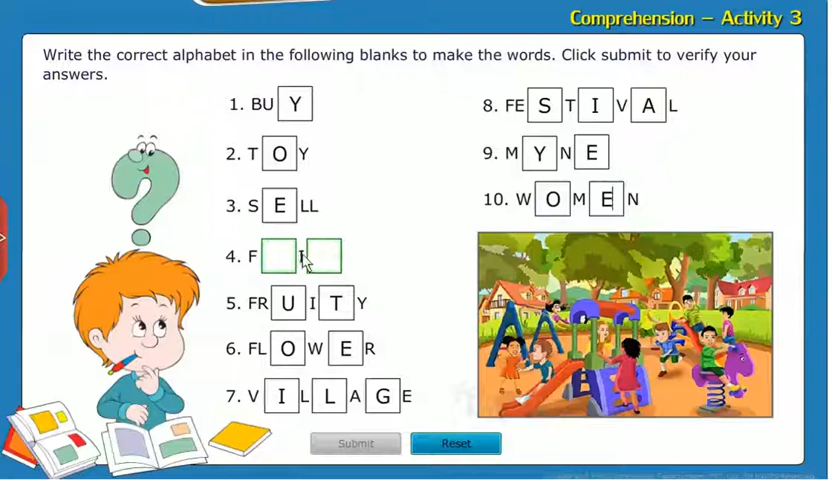 Comprehension – Activity 3
Write the correct alphabet in the following blanks to make the words. Click submit to verify your
answers.
1. BU Y
2. T O Y
3. S E LL
4. F I
5. FR U I T Y
6. FL O W E R
7. V I L L A G E
8. FE S T I V A L
9. M Y N E
10. W O M E N
Submit
Reset